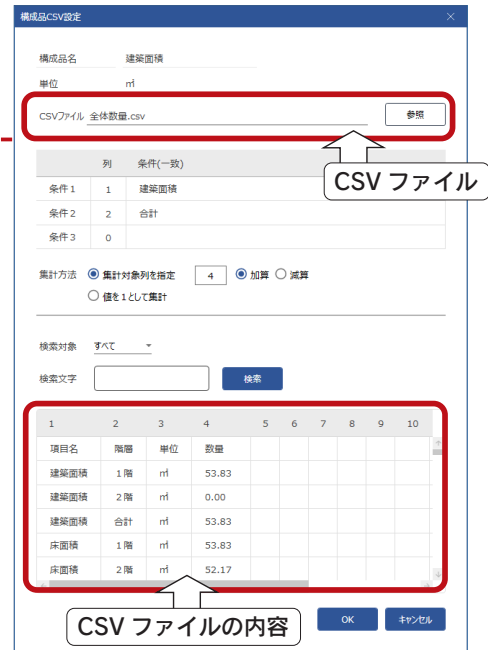 構成品CSV設定
構成品名 建築面積
単位 ㎡
CSVファイル 全体数量.csv 参照
CSV ファイル
列 条件(一致)
条件1 1 建築面積
条件2 2 合計
条件3 0
集計方法 集計対象列を指定 4 加算 減算
値を1として集計
検索対象 すべて
検索文字 検索
1 2 3 4 5 6 7 8 9 10
項目名 階層 単位 数量
建築面積 1階 ㎡ 53.83
建築面積 2階 ㎡ 0.00
建築面積 合計 ㎡ 53.83
床面積 1階 ㎡ 53.83
床面積 2階 ㎡ 52.17
CSV ファイルの内容
OK キャンセル